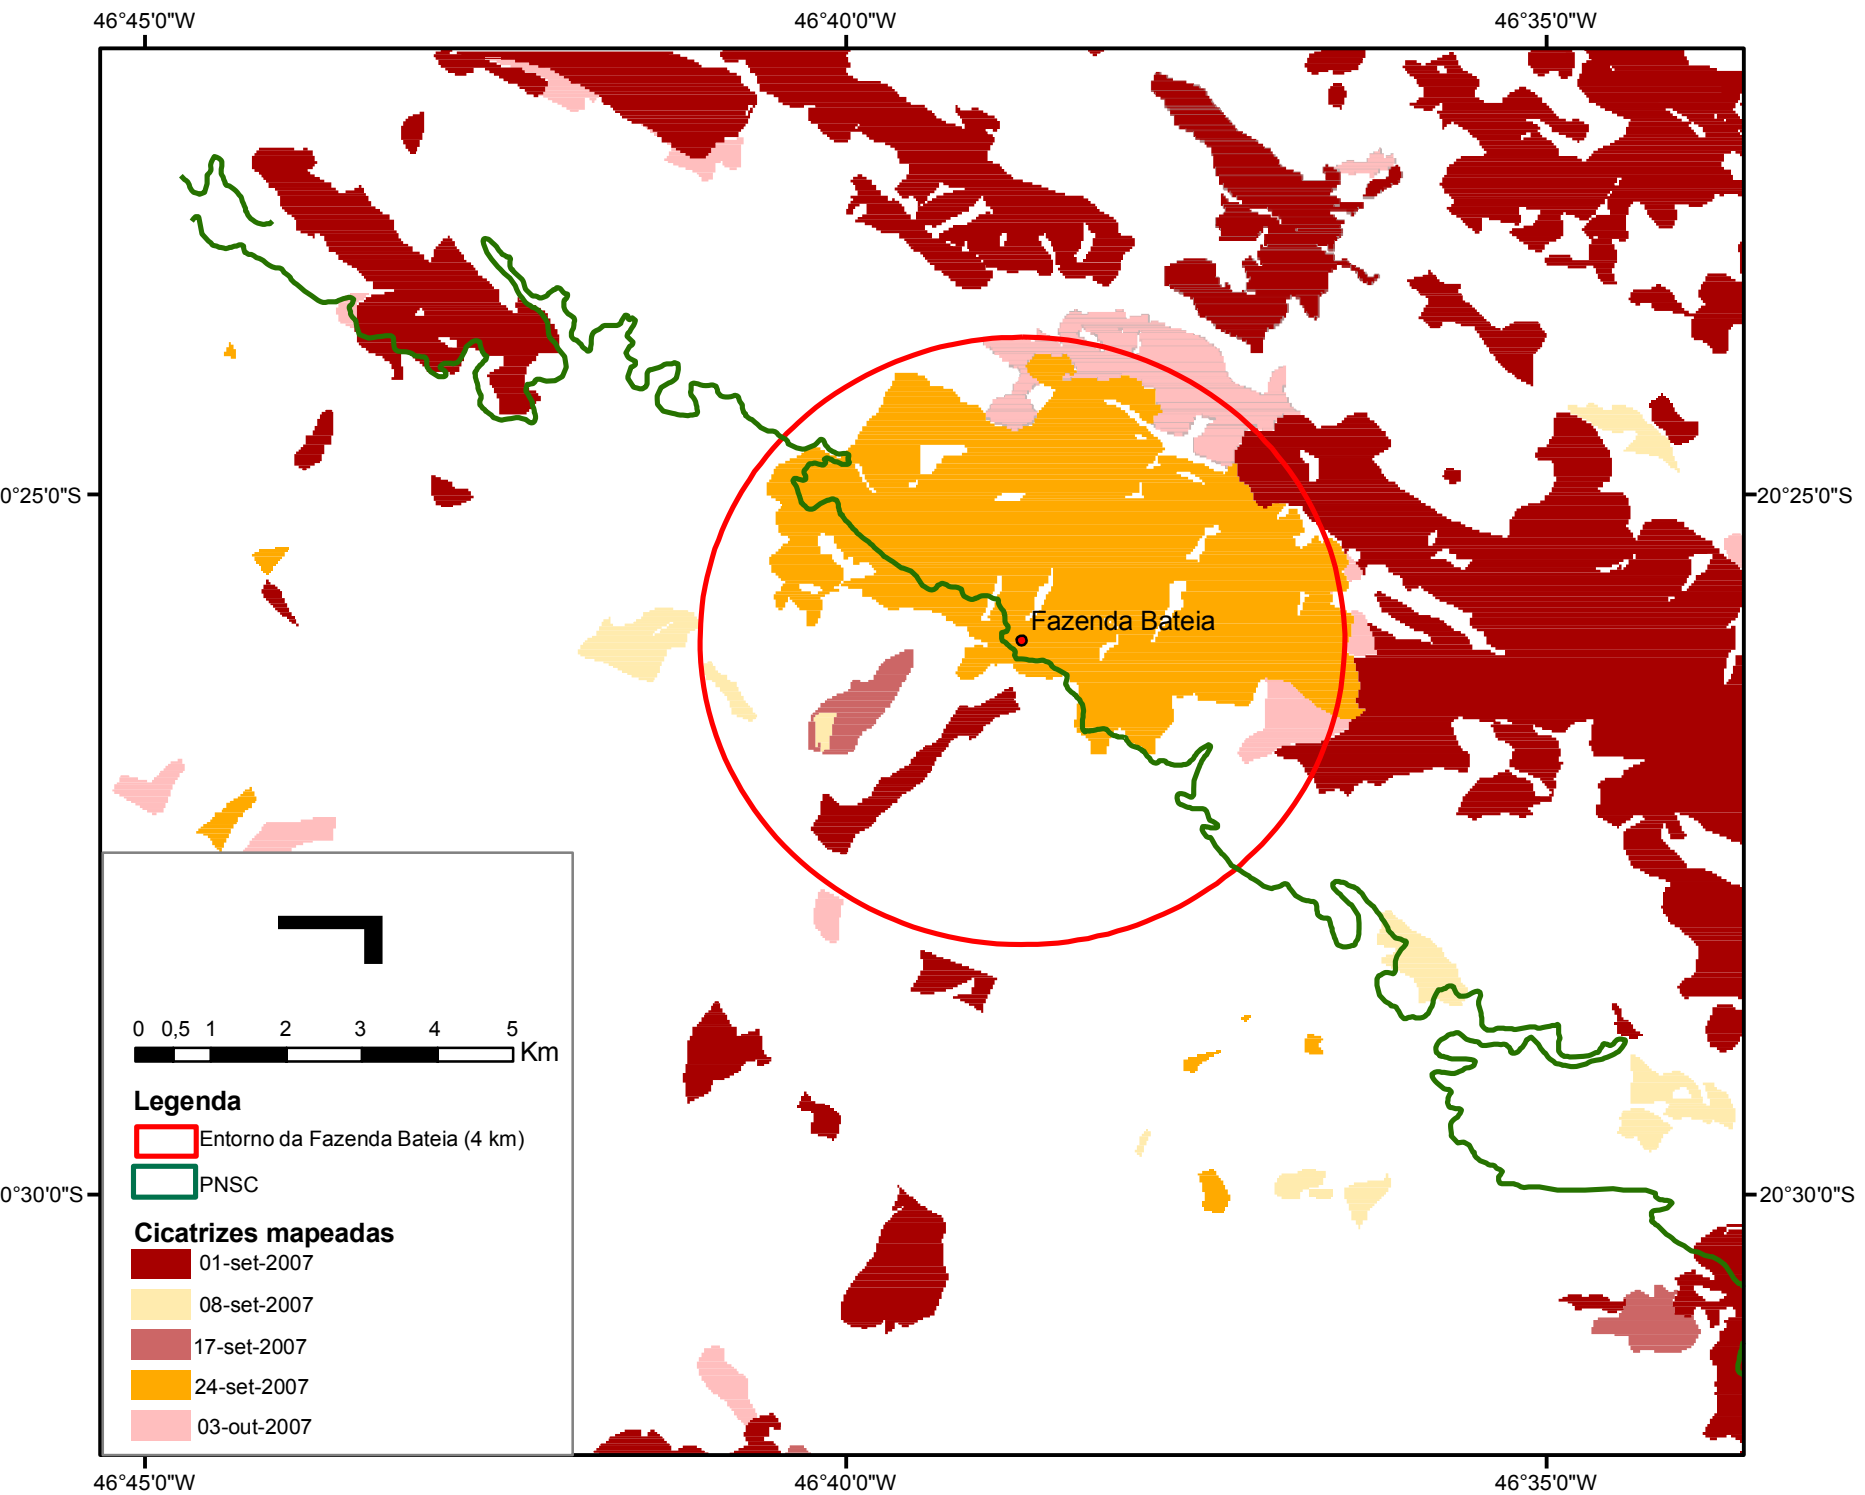 46°45'0"W
46°40'0"W
46°35'0"W
0°25'0"S
20°25'0"S
Fazenda Bateia
0 0,5 1 2 3 4 5
Km
Legenda
Entorno da Fazenda Bateia (4 km)
PNSC
0°30'0"S
20°30'0"S
Cicatrizes mapeadas
01-set-2007
08-set-2007
17-set-2007
24-set-2007
03-out-2007
46°45'0"W
46°40'0"W
46°35'0"W